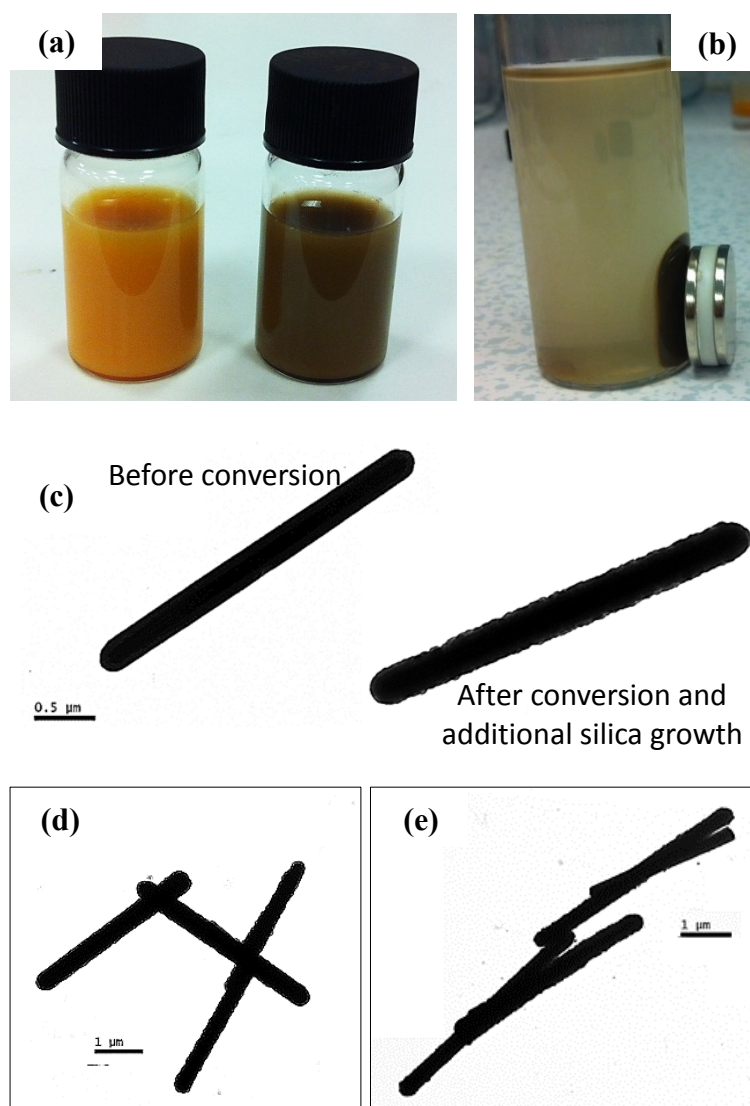 (a)
(b)
(c)
Before conversion
0.5 µm
After conversion and
additional silica growth
(d)
1 µm
(e)
1 µm